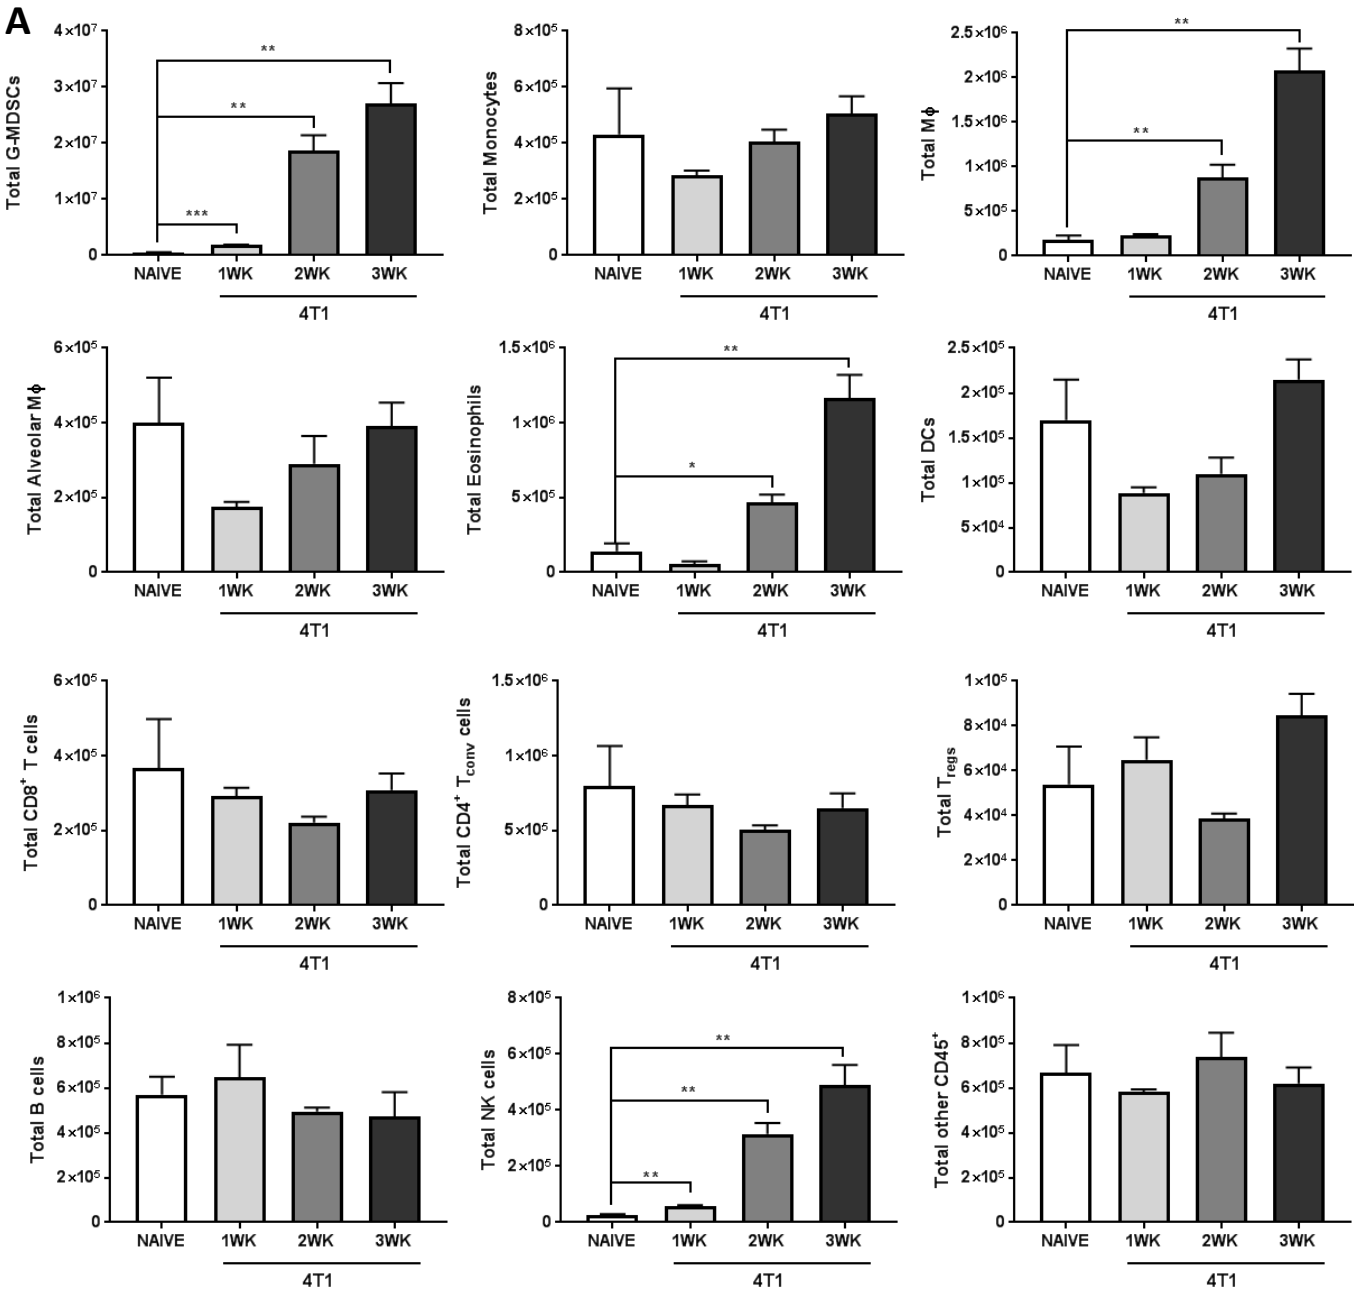 A
Total G-MDSCs
4×10⁷
3×10⁷
2×10⁷
1×10⁷
0
**
**
***
NAIVE 1WK 2WK 3WK
4T1
Total Monocytes
8×10⁵
6×10⁵
4×10⁵
2×10⁵
0
NAIVE 1WK 2WK 3WK
4T1
Total Mϕ
2.5×10⁶
2×10⁶
1.5×10⁶
1×10⁶
5×10⁵
0
**
**
NAIVE 1WK 2WK 3WK
4T1
Total Alveolar Mϕ
6×10⁵
4×10⁵
2×10⁵
0
NAIVE 1WK 2WK 3WK
4T1
Total Eosinophils
1.5×10⁶
1×10⁶
5×10⁵
0
**
*
NAIVE 1WK 2WK 3WK
4T1
Total DCs
2.5×10⁵
2×10⁵
1.5×10⁵
1×10⁵
5×10⁴
0
NAIVE 1WK 2WK 3WK
4T1
Total CD8⁺ T cells
6×10⁵
4×10⁵
2×10⁵
0
NAIVE 1WK 2WK 3WK
4T1
Total CD4⁺ Tconv cells
1.5×10⁶
1×10⁶
5×10⁵
0
NAIVE 1WK 2WK 3WK
4T1
Total Tregs
1×10⁵
8×10⁴
6×10⁴
4×10⁴
2×10⁴
0
NAIVE 1WK 2WK 3WK
4T1
Total B cells
1×10⁶
8×10⁵
6×10⁵
4×10⁵
2×10⁵
0
NAIVE 1WK 2WK 3WK
4T1
Total NK cells
8×10⁵
6×10⁵
4×10⁵
2×10⁵
0
**
**
**
NAIVE 1WK 2WK 3WK
4T1
Total other CD45⁺
1×10⁶
8×10⁵
6×10⁵
4×10⁵
2×10⁵
0
NAIVE 1WK 2WK 3WK
4T1